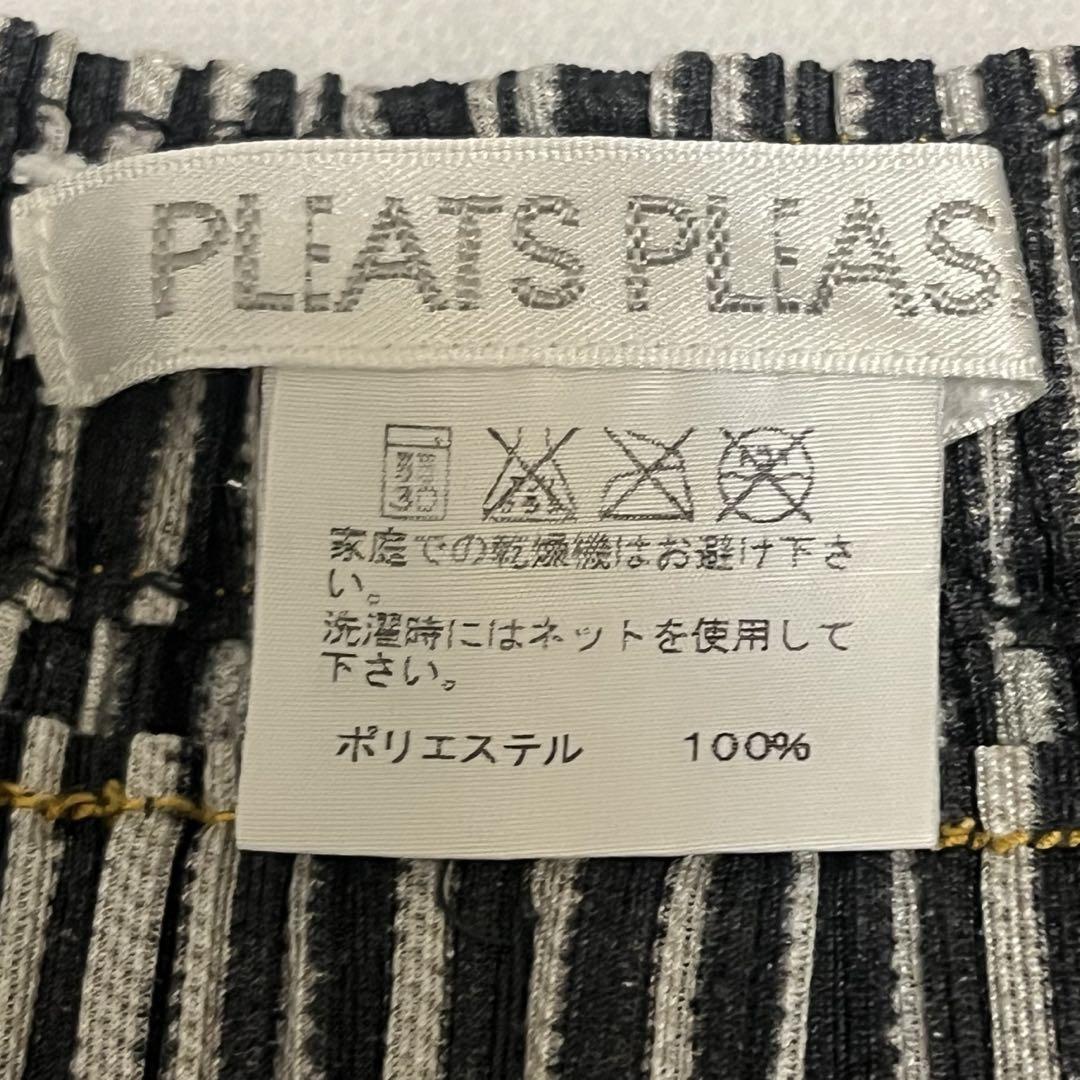 PLEATS PLEAS
30
家庭での乾燥機はお避け下さ
い。
洗濯時にはネットを使用して
下さい。
ポリエステル 100%